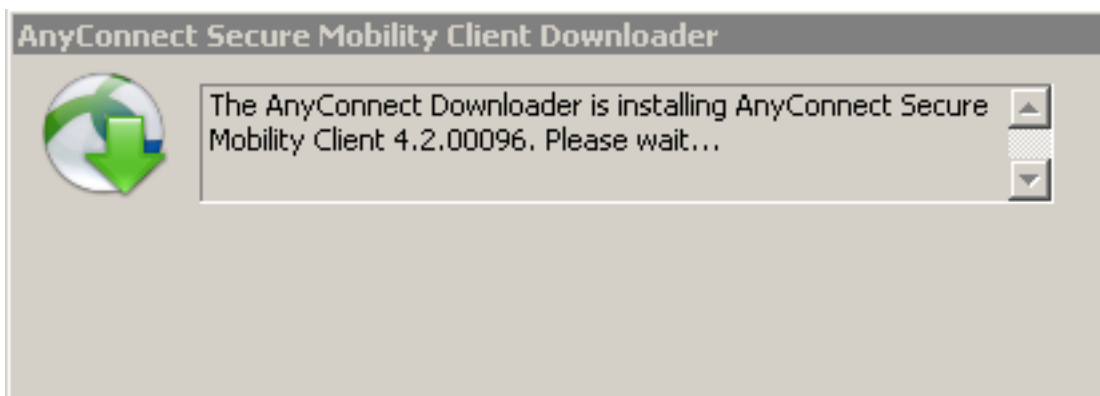 AnyConnect Secure Mobility Client Downloader
The AnyConnect Downloader is installing AnyConnect Secure
Mobility Client 4.2.00096. Please wait...